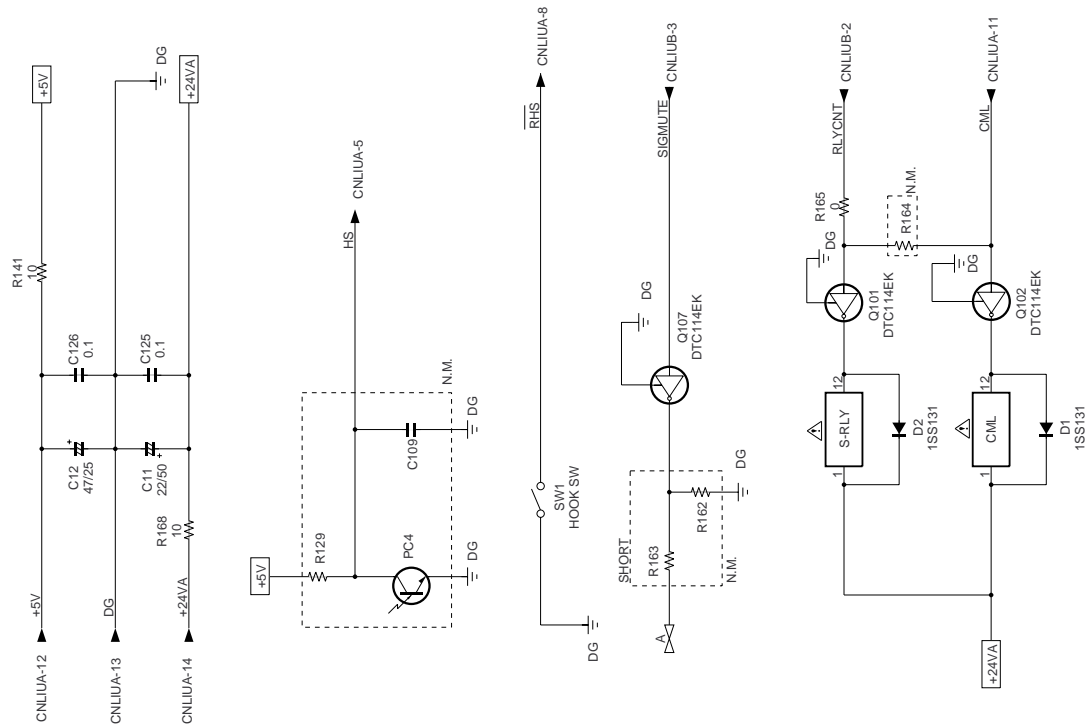 CNLIUA-12
+5V
R141
10
+5V
C12
47/25
C126
0.1
CNLIUA-13
DG
DG
C11
22/50
C125
0.1
CNLIUA-14
+24VA
R168
10
+24VA
+5V
R129
PC4
DG
HS
CNLIUA-5
C109
DG
N.M.
DG
SW1
HOOK SW
RHS
CNLIUA-8
A
SHORT
R163
R162
DG
N.M.
DG
Q107
DTC114EK
SIGMUTE
CNLIUB-3
+24VA
1
S-RLY
12
D2
1SS131
Q101
DTC114EK
DG
R165
0
RLYCNT
CNLIUB-2
R164
N.M.
1
CML
12
D1
1SS131
Q102
DTC114EK
DG
CML
CNLIUA-11